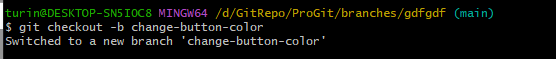 turin@DESKTOP-SN5IOC8 MINGW64 /d/GitRepo/ProGit/branches/gdfgdf (main)
$ git checkout -b change-button-color
Switched to a new branch 'change-button-color'